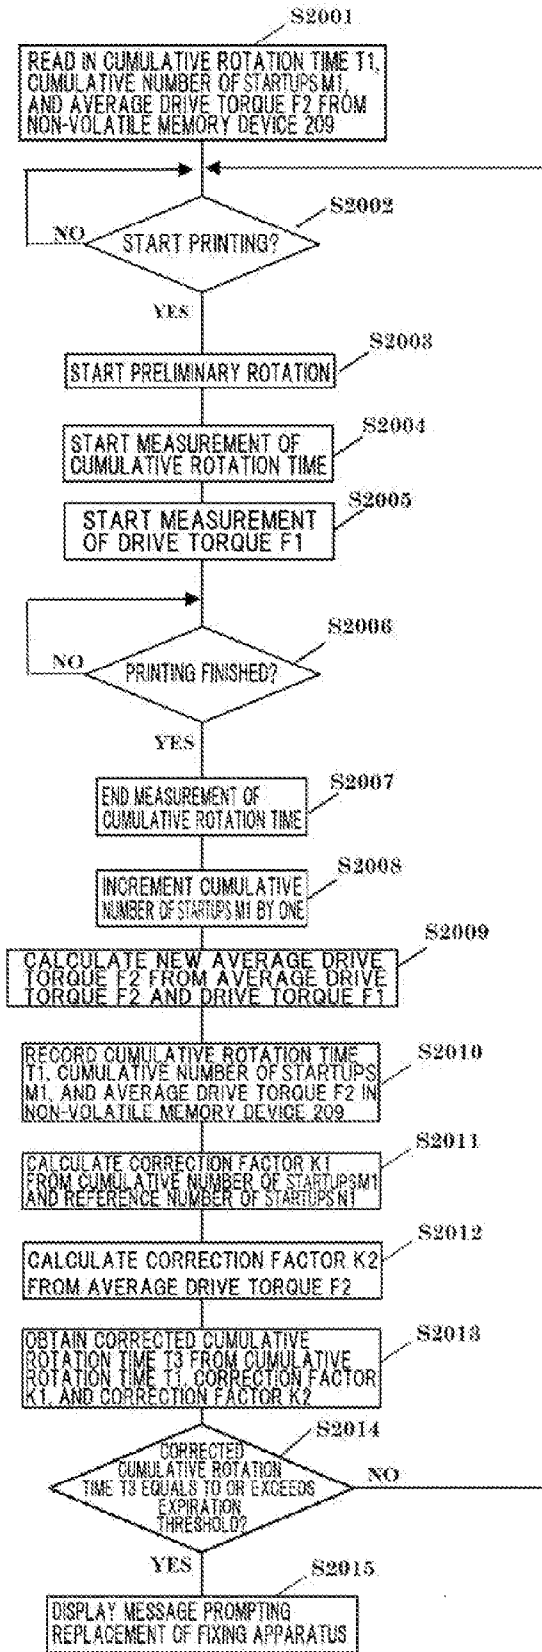 S2001
READ IN CUMULATIVE ROTATION TIME T1,
CUMULATIVE NUMBER OF STARTUPS M1,
AND AVERAGE DRIVE TORQUE F2 FROM
NON-VOLATILE MEMORY DEVICE 209
S2002
NO
START PRINTING?
YES
S2003
START PRELIMINARY ROTATION
S2004
START MEASUREMENT OF
CUMULATIVE ROTATION TIME
S2005
START MEASUREMENT
OF DRIVE TORQUE F1
S2006
NO
PRINTING FINISHED?
YES
S2007
END MEASUREMENT OF
CUMULATIVE ROTATION TIME
S2008
INCREMENT CUMULATIVE
NUMBER OF STARTUPS M1 BY ONE
S2009
CALCULATE NEW AVERAGE DRIVE
TORQUE F2 FROM AVERAGE DRIVE
TORQUE F2 AND DRIVE TORQUE F1
S2010
RECORD CUMULATIVE ROTATION TIME
T1, CUMULATIVE NUMBER OF STARTUPS
M1, AND AVERAGE DRIVE TORQUE F2 IN
NON-VOLATILE MEMORY DEVICE 209
S2011
CALCULATE CORRECTION FACTOR K1
FROM CUMULATIVE NUMBER OF STARTUPS M1
AND REFERENCE NUMBER OF STARTUPS N1
S2012
CALCULATE CORRECTION FACTOR K2
FROM AVERAGE DRIVE TORQUE F2
S2013
OBTAIN CORRECTED CUMULATIVE
ROTATION TIME T3 FROM CUMULATIVE
ROTATION TIME T1, CORRECTION FACTOR
K1, AND CORRECTION FACTOR K2
S2014
CORRECTED
CUMULATIVE ROTATION
TIME T3 EQUALS TO OR EXCEEDS
EXPIRATION
THRESHOLD?
NO
YES
S2015
DISPLAY MESSAGE PROMPTING
REPLACEMENT OF FIXING APPARATUS